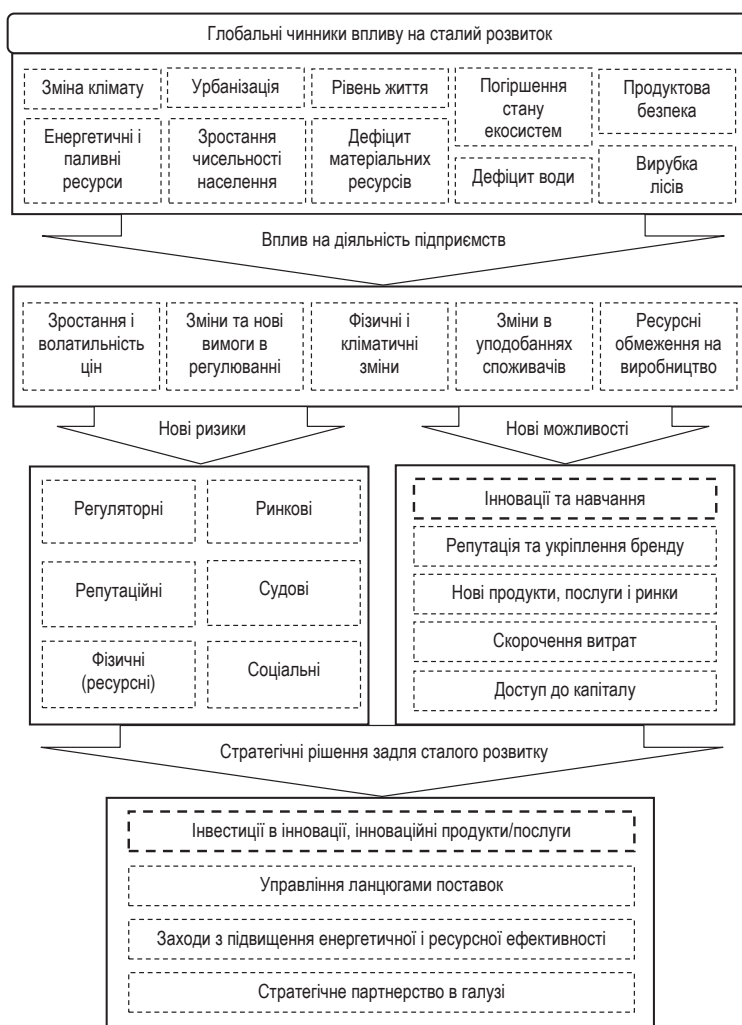 Глобальні чинники впливу на сталий розвиток
Зміна клімату
Урбанізація
Рівень життя
Погіршення
стану
екосистем
Продуктова
безпека
Енергетичні і
паливні
ресурси
Зростання
чисельності
населення
Дефіцит
матеріальних
ресурсів
Дефіцит води
Вирубка
лісів
Вплив на діяльність підприємств
Зростання і
волатильність
цін
Зміни та нові
вимоги в
регулюванні
Фізичні і
кліматичні
зміни
Зміни в
уподобаннях
споживачів
Ресурсні
обмеження на
виробництво
Нові ризики
Нові можливості
Регуляторні
Ринкові
Репутаційні
Судові
Фізичні
(ресурсні)
Соціальні
Інновації та навчання
Репутація та укріплення бренду
Нові продукти, послуги і ринки
Скорочення витрат
Доступ до капіталу
Стратегічні рішення задля сталого розвитку
Інвестиції в інновації, інноваційні продукти/послуги
Управління ланцюгами поставок
Заходи з підвищення енергетичної і ресурсної ефективності
Стратегічне партнерство в галузі